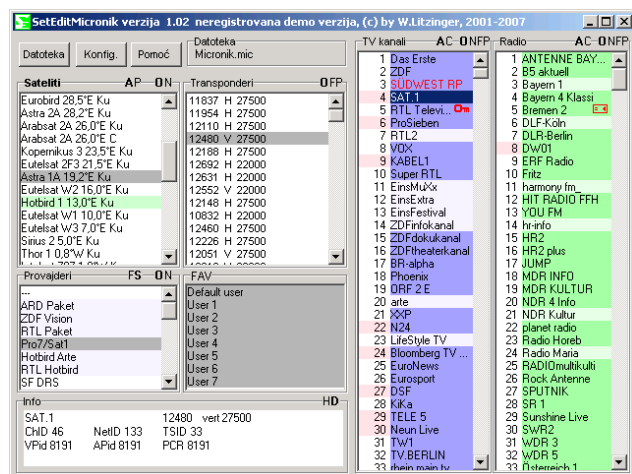 SetEditMicronik verzija 1.02 neregistrovana demo verzija, (c) by W.Litzinger, 2001-2007
Datoteka
Konfig.
Pomoć
Datoteka
Micronik.mic
Sateliti AP ON
Eurobird 28,5°E Ku
Astra 2A 28,2°E Ku
Arabsat 2A 26,0°E Ku
Arabsat 2A 26,0°E C
Kopernikus 3 23,5°E Ku
Eutelsat 2F3 21,5°E Ku
Astra 1A 19,2°E Ku
Eutelsat W2 16,0°E Ku
Hotbird 1 13,0°E Ku
Eutelsat W1 10,0°E Ku
Eutelsat W3 7,0°E Ku
Sirius 2 5,0°E Ku
Thor 1 0,8°W Ku
Transponderi OFP
11837 H 27500
11954 H 27500
12110 H 27500
12480 V 27500
12188 H 27500
12692 H 22000
12633 H 22000
12552 V 22000
12148 H 27500
10832 H 22000
12460 H 27500
12226 H 27500
12051 V 27500
Provajderi FS ON
---
ARD Paket
ZDF Vision
RTL Paket
Pro7/Sat1
Hotbird Arte
RTL Hotbird
SF DRS
FAV
Default user
User 1
User 2
User 3
User 4
User 5
User 6
User 7
Info HD
SAT.1 12480 vert 27500
ChID 46 NetID 133 TSID 33
VPid 8191 APid 8191 PCR 8191
TV kanali AC ONFP
1 Das Erste
2 ZDF
3 SÜDWEST RP
4 SAT.1
5 RTL Televi...
6 ProSieben
7 RTL2
8 VOX
9 KABEL1
10 Super RTL
11 EinsMuXx
12 EinsExtra
13 EinsFestival
14 ZDFinfokanal
15 ZDFdokukanal
16 ZDFtheaterkanal
17 BR-alpha
18 Phoenix
19 ORF 2 E
20 arte
21 XXP
22 N24
23 LifeStyle TV
24 Bloomberg TV ...
25 EuroNews
26 Eurosport
27 DSF
28 KiKa
29 TELE 5
30 Neun Live
31 TW1
32 TV.BERLIN
33 rhein main tv
Radio AC ONFP
1 ANTENNE BAY...
2 B5 aktuell
3 Bayern 1
4 Bayern 4 Klassi
5 Bremen 2
6 DLF-Köln
7 DLR-Berlin
8 DW01
9 ERF Radio
10 Fritz
11 harmony fm_
12 HIT RADIO FFH
13 YOU FM
14 hr-info
15 HR2
16 HR2 plus
17 JUMP
18 MDR INFO
19 MDR KULTUR
20 NDR 4 Info
21 NDR Kultur
22 planet radio
23 Radio Horeb
24 Radio Maria
25 RADIOmultikulti
26 Rock Antenne
27 SPUTNIK
28 SR 1
29 Sunshine Live
30 SWR2
31 WDR 3
32 WDR 5
33 Österreich 1